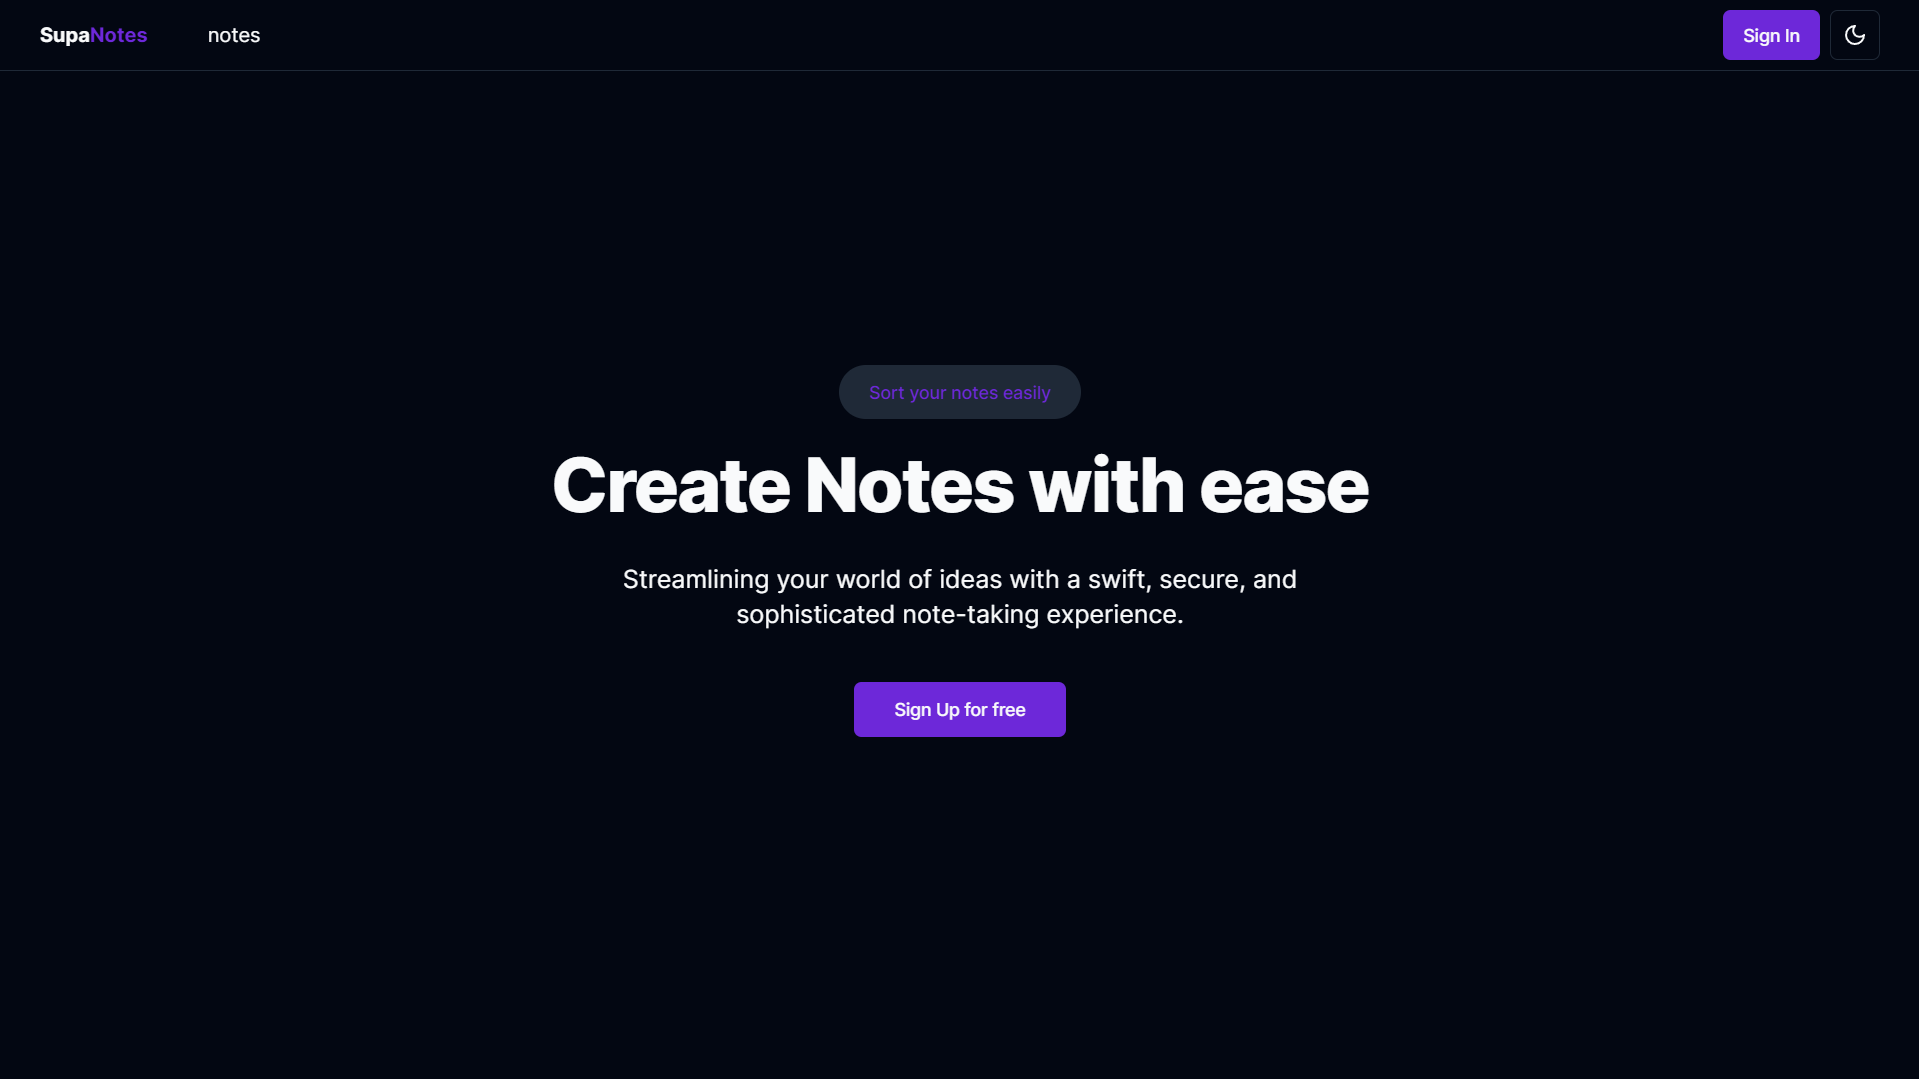 SupaNotes
notes
Sign In
Sort your notes easily
Create Notes with ease
Streamlining your world of ideas with a swift, secure, and
sophisticated note-taking experience.
Sign Up for free